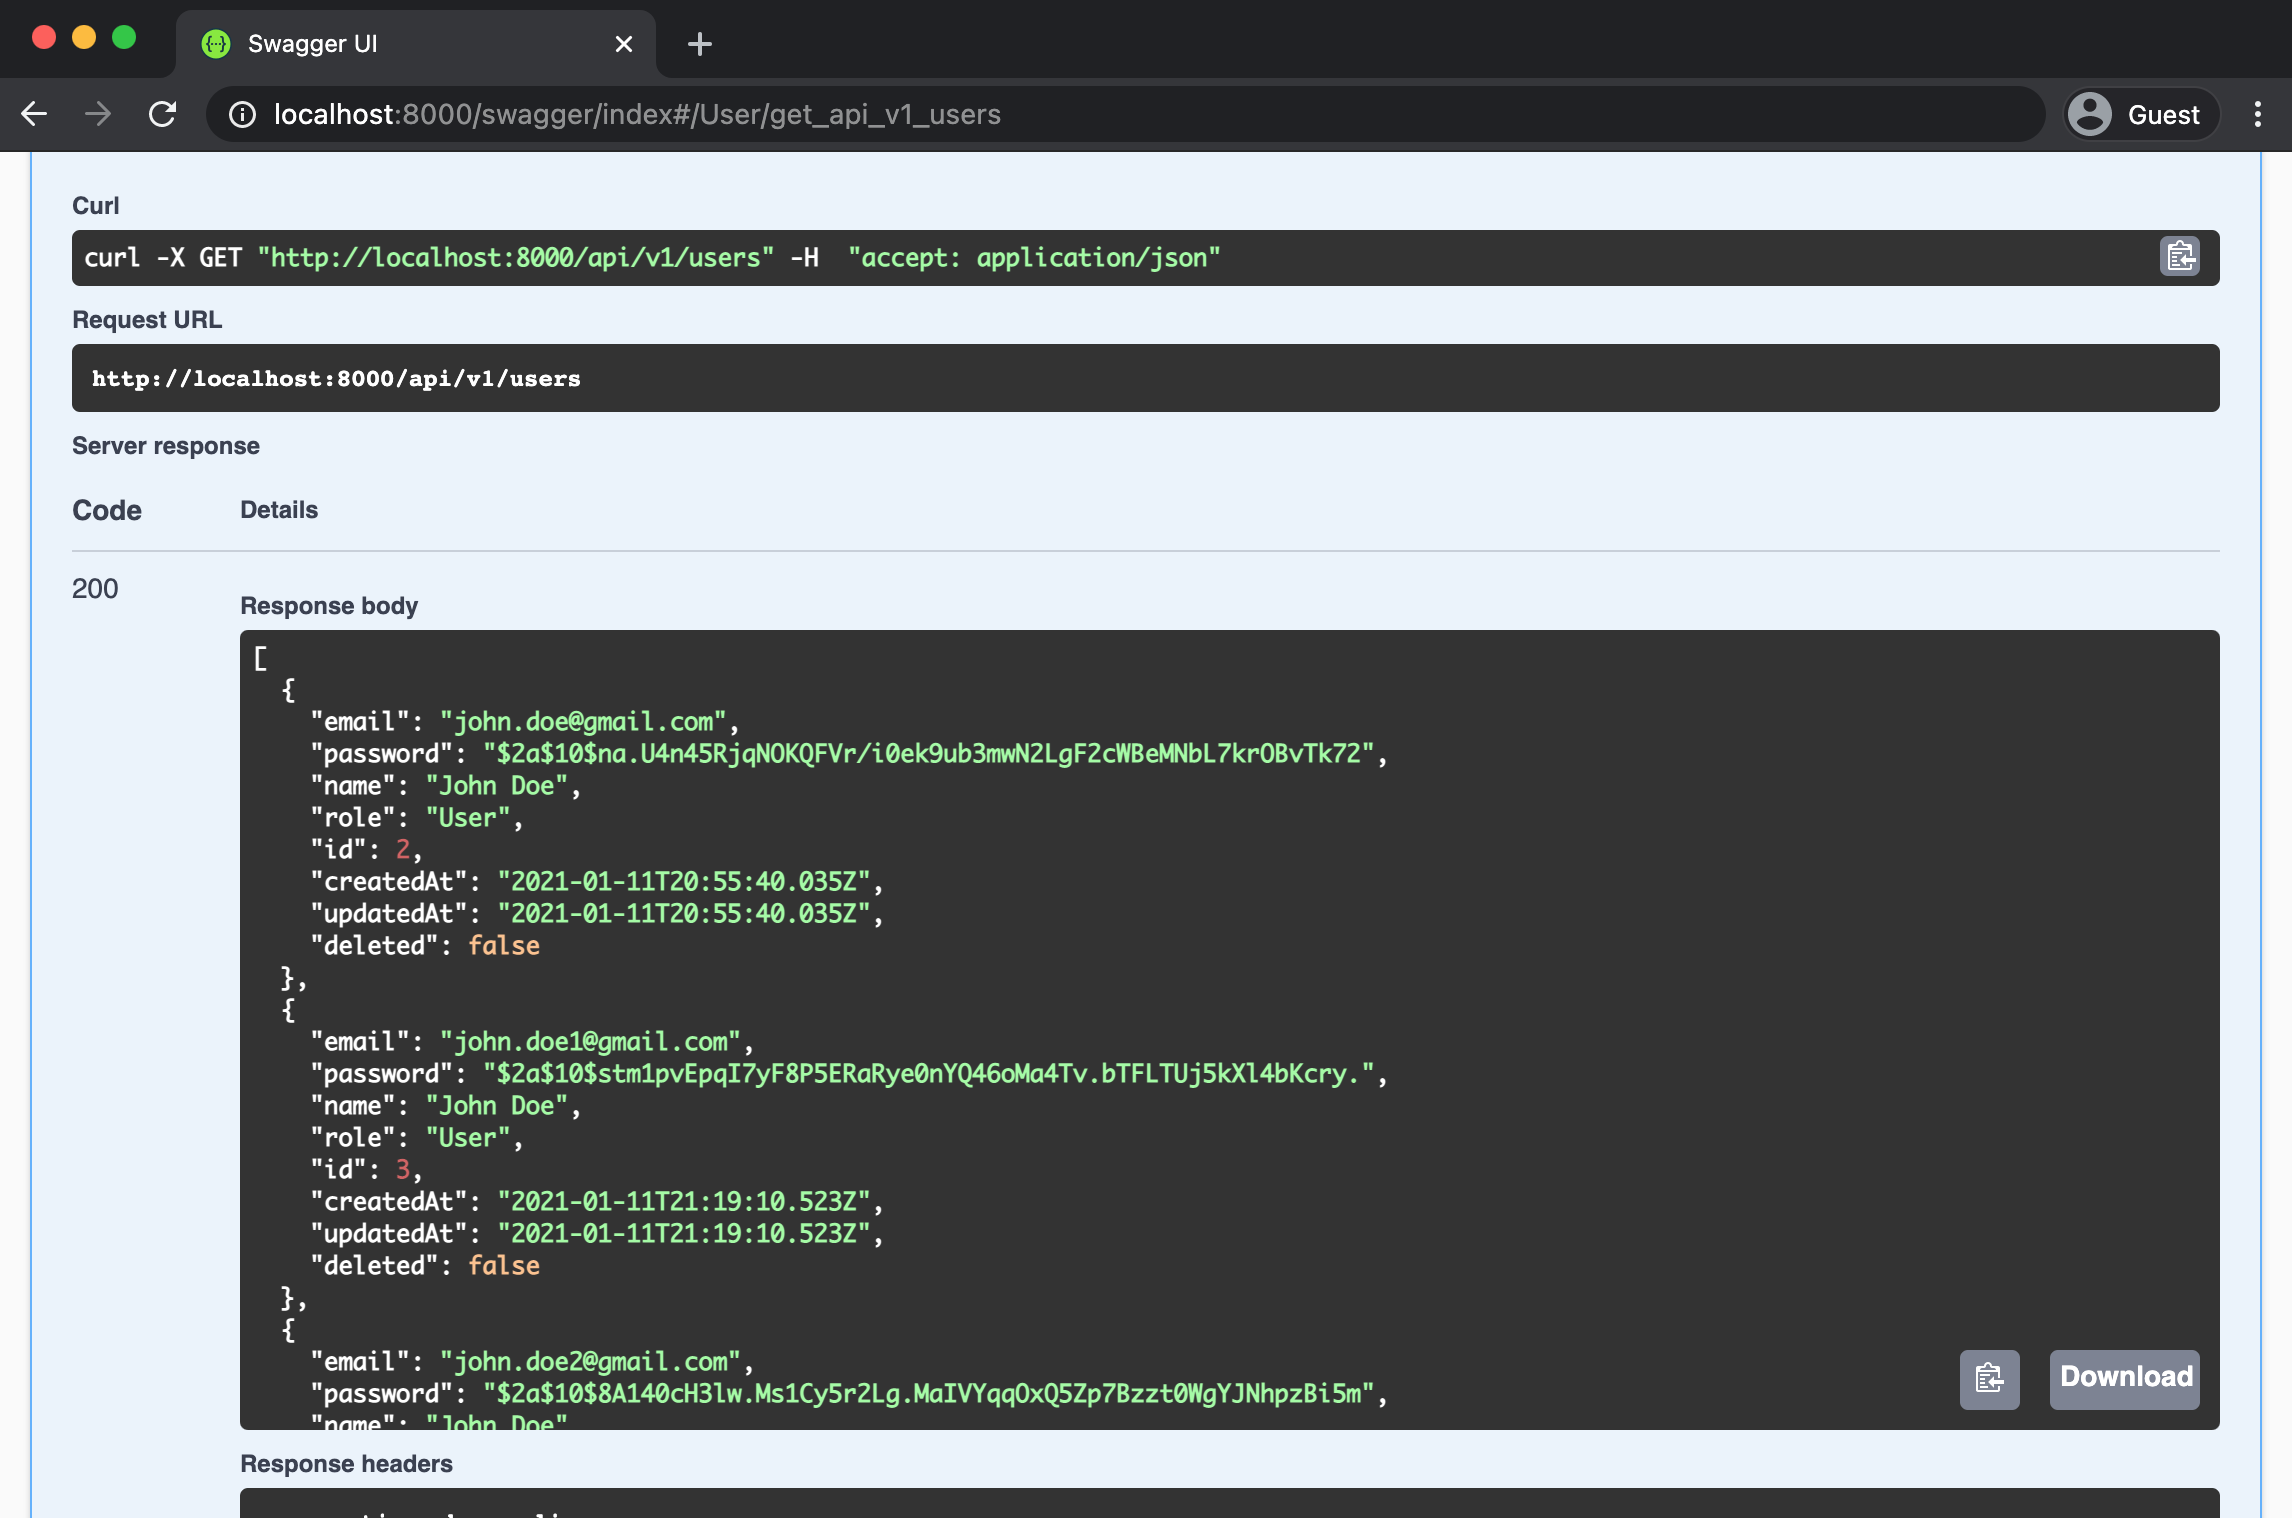 Swagger UI
localhost:8000/swagger/index#/User/get_api_v1_users
Guest
Curl
curl -X GET "http://localhost:8000/api/v1/users" -H  "accept: application/json"
Request URL
http://localhost:8000/api/v1/users
Server response
Code Details
200
Response body
[
  {
    "email": "john.doe@gmail.com",
    "password": "$2a$10$na.U4n45RjqNOKQFVr/i0ek9ub3mwN2LgF2cWBeMNbL7krOBvTk72",
    "name": "John Doe",
    "role": "User",
    "id": 2,
    "createdAt": "2021-01-11T20:55:40.035Z",
    "updatedAt": "2021-01-11T20:55:40.035Z",
    "deleted": false
  },
  {
    "email": "john.doe1@gmail.com",
    "password": "$2a$10$stm1pvEpqI7yF8P5ERaRye0nYQ46oMa4Tv.bTFLTUj5kXl4bKcry.",
    "name": "John Doe",
    "role": "User",
    "id": 3,
    "createdAt": "2021-01-11T21:19:10.523Z",
    "updatedAt": "2021-01-11T21:19:10.523Z",
    "deleted": false
  },
  {
    "email": "john.doe2@gmail.com",
    "password": "$2a$10$8A140cH3lw.Ms1Cy5r2Lg.MaIVYqqOxQ5Zp7Bzzt0WgYJNhpzBi5m",
    "name": "John Doe"
Download
Response headers